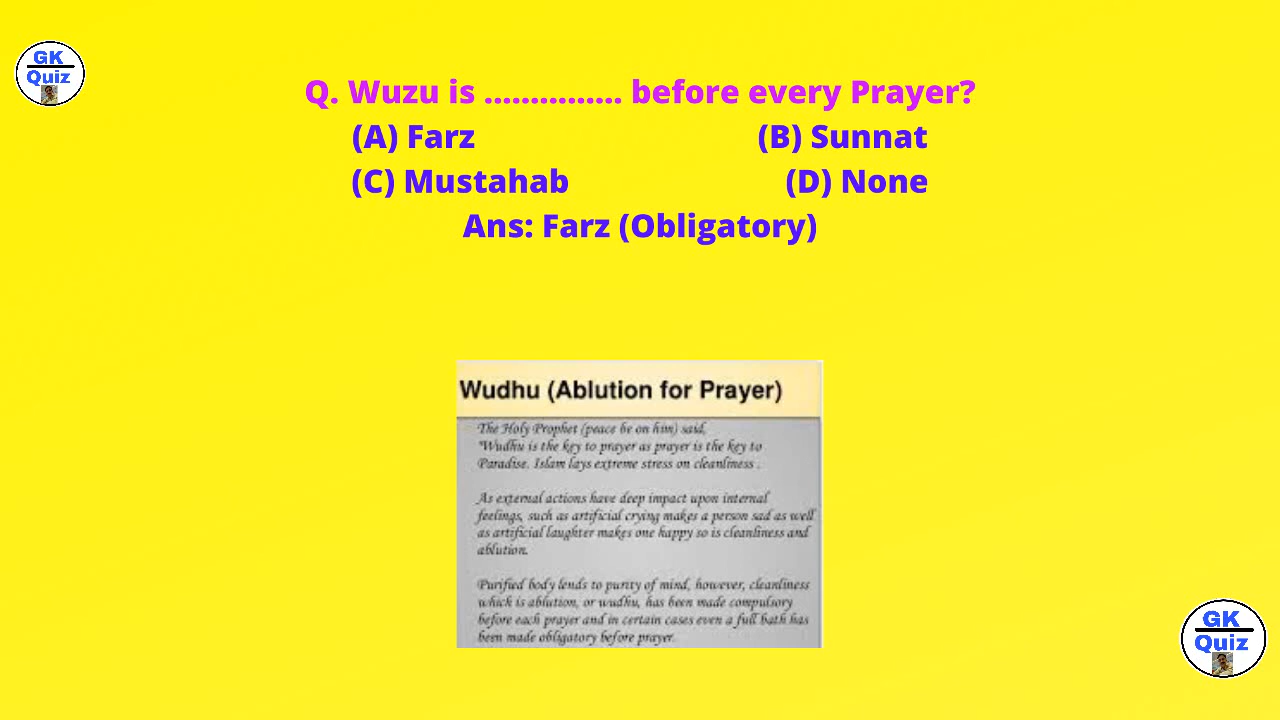 GK
Quiz
Q. Wuzu is ............... before every Prayer?
(A) Farz (B) Sunnat
(C) Mustahab (D) None
Ans: Farz (Obligatory)
Wudhu (Ablution for Prayer)
The Holy Prophet (peace be on him) said,
"Wudhu is the key to prayer as prayer is the key to
Paradise. Islam lays extreme stress on cleanliness .
As external actions have deep impact upon internal
feelings, such as artificial crying makes a person sad as well
as artificial laughter makes one happy so is cleanliness and
ablution.
Purified body lends to purity of mind, however, cleanliness
which is ablution, or wudhu, has been made compulsory
before each prayer and in certain cases even a full bath has
been made obligatory before prayer.
GK
Quiz